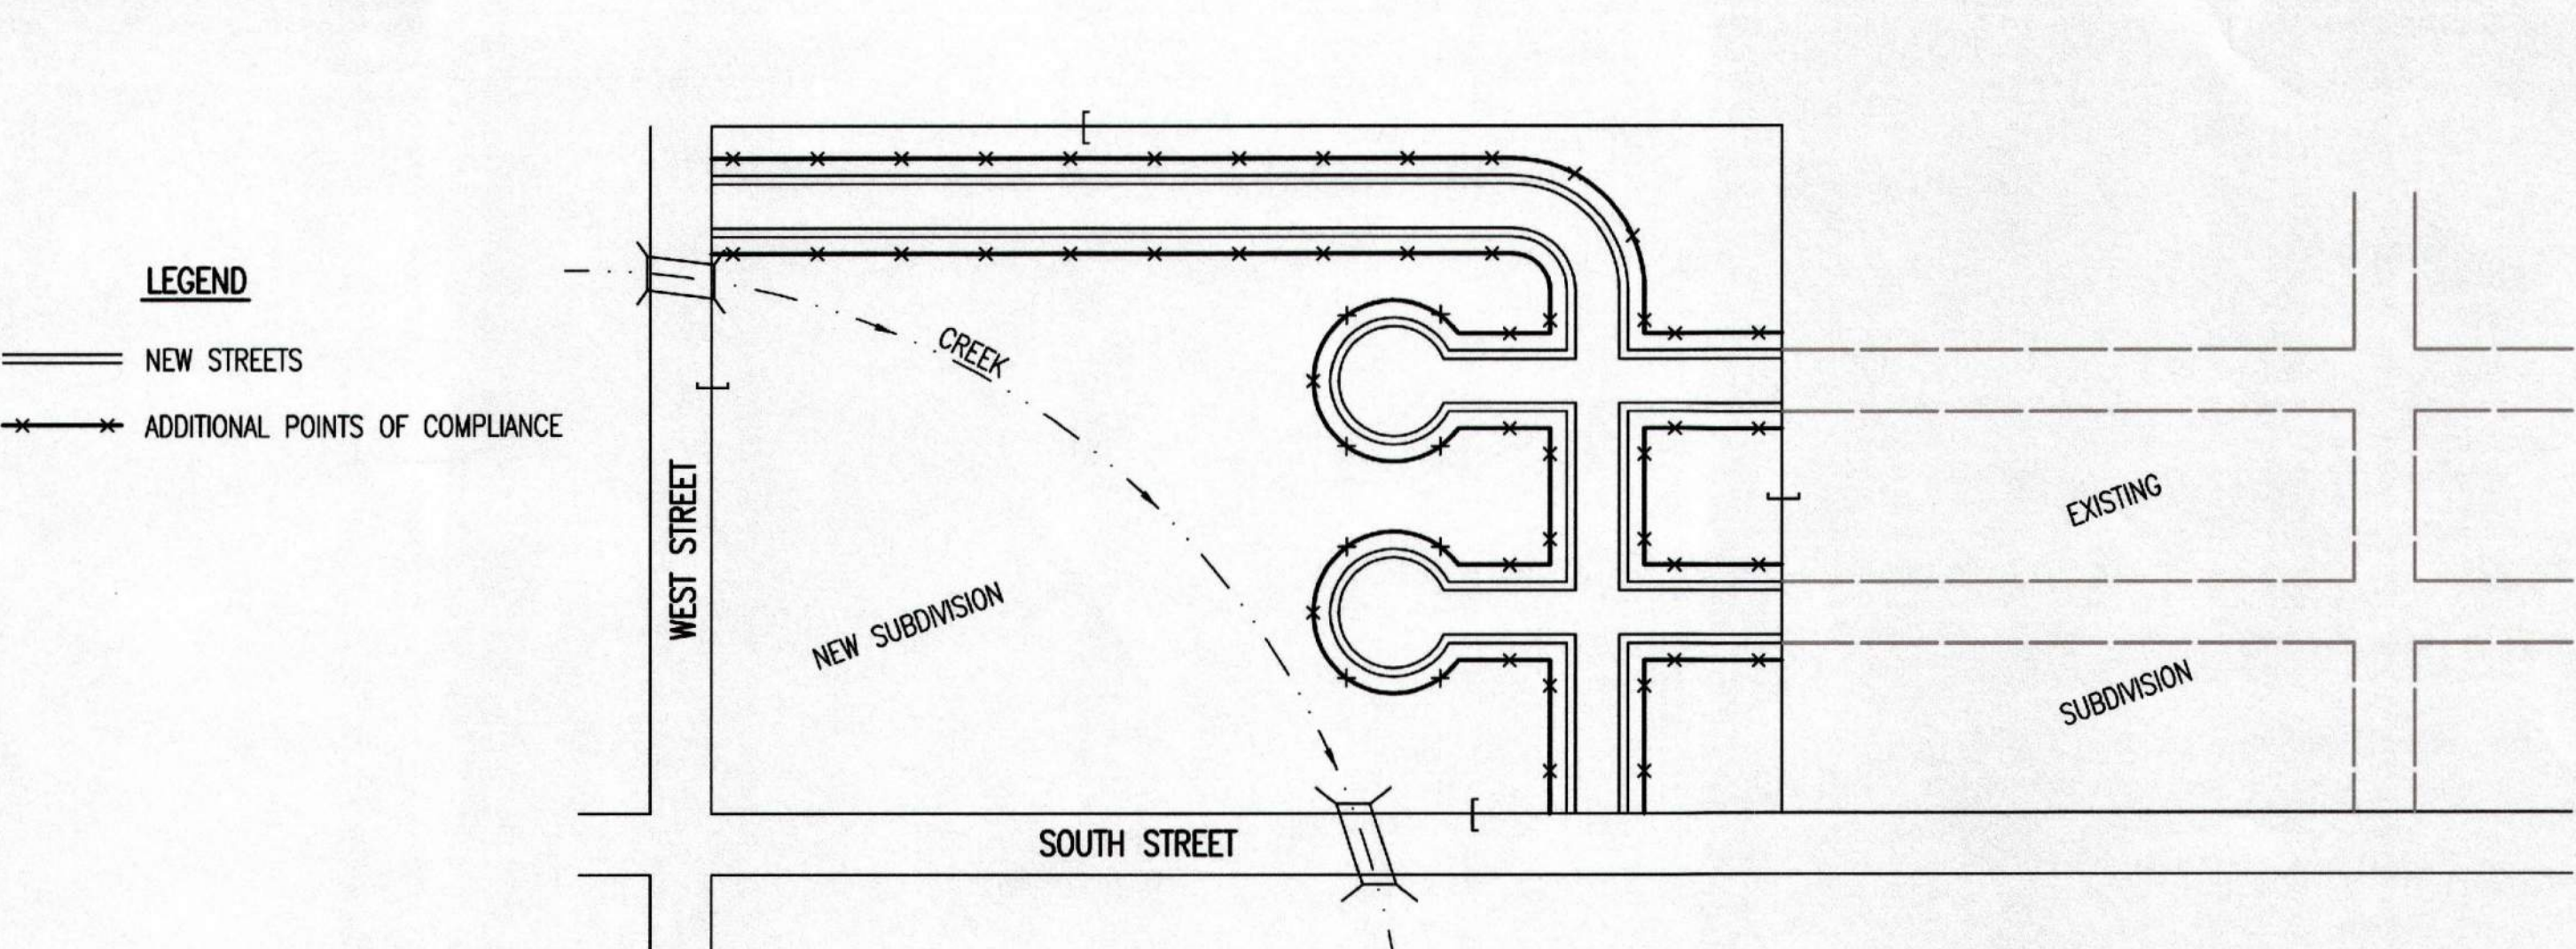 LEGEND
NEW STREETS
ADDITIONAL POINTS OF COMPLIANCE
CREEK
WEST STREET
NEW SUBDIVISION
EXISTING
SUBDIVISION
SOUTH STREET